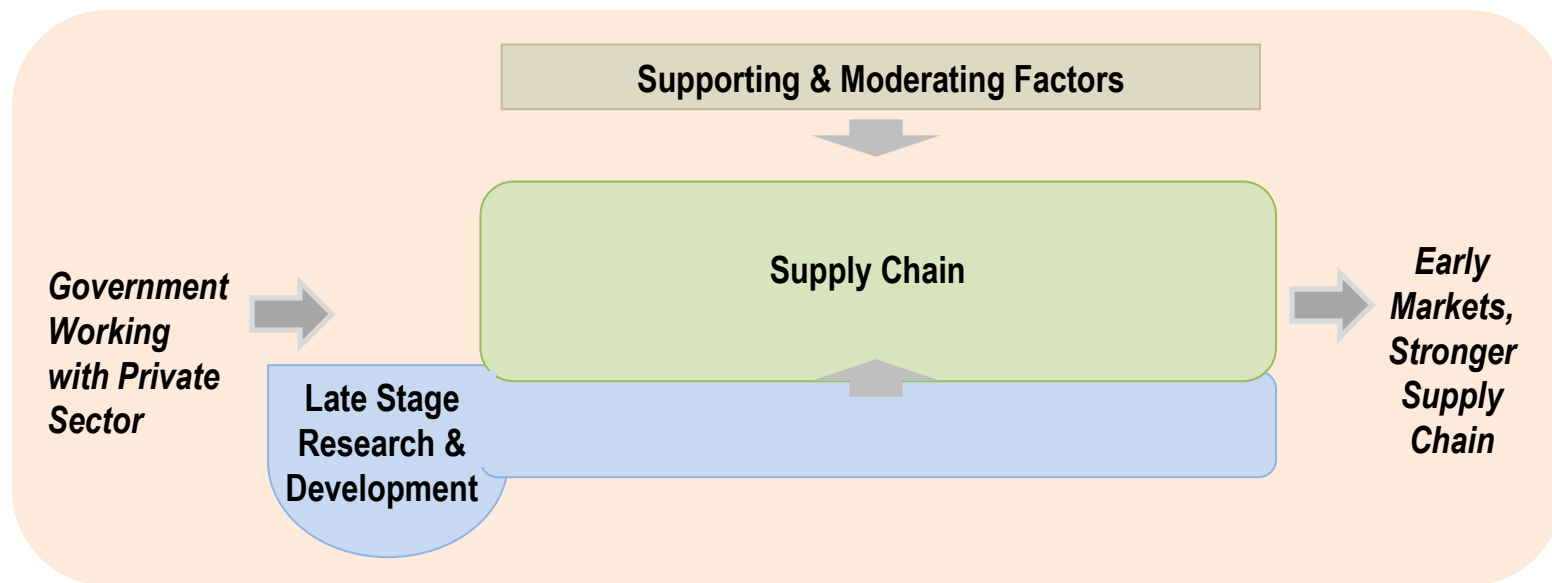 Supporting & Moderating Factors
Supply Chain
Government
Working
with Private
Sector
Late Stage
Research &
Development
Early
Markets,
Stronger
Supply
Chain